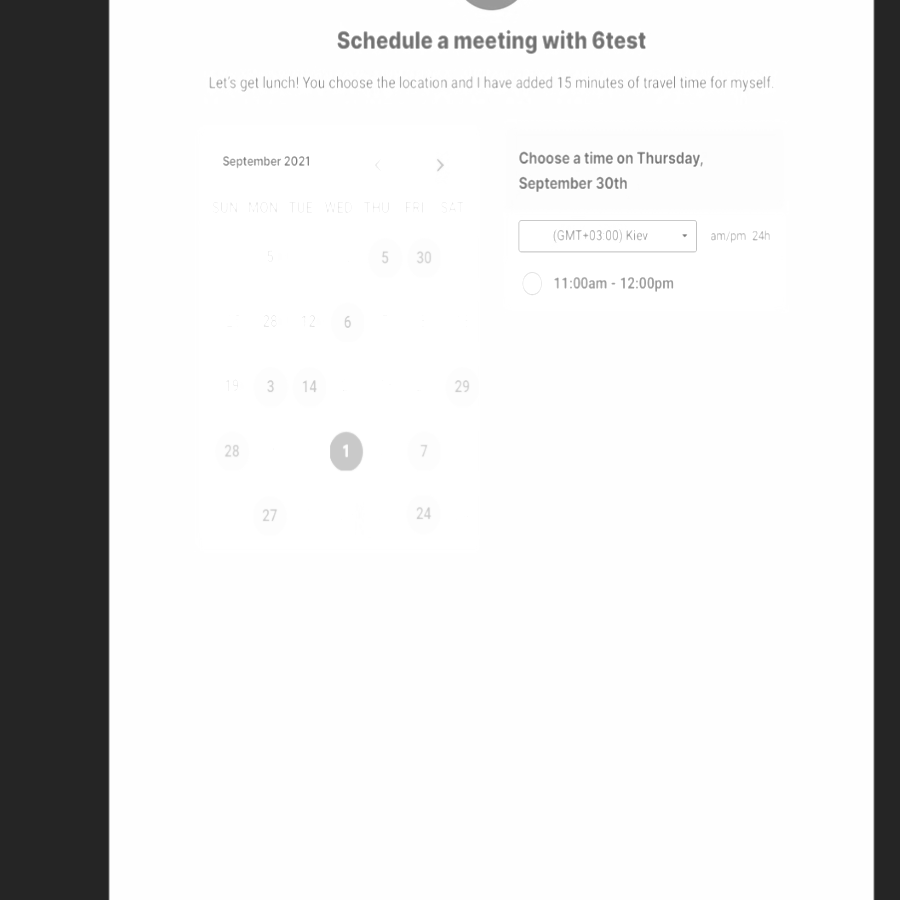 Schedule a meeting with 6test
Let's get lunch! You choose the location and I have added 15 minutes of travel time for myself.
September 2021
SUN MON TUE WED THU FRI SAT
5 5 30
28 12 6
19 3 14 29
28 1 7
27 24
Choose a time on Thursday,
September 30th
(GMT+03:00) Kiev am/pm 24h
11:00am - 12:00pm